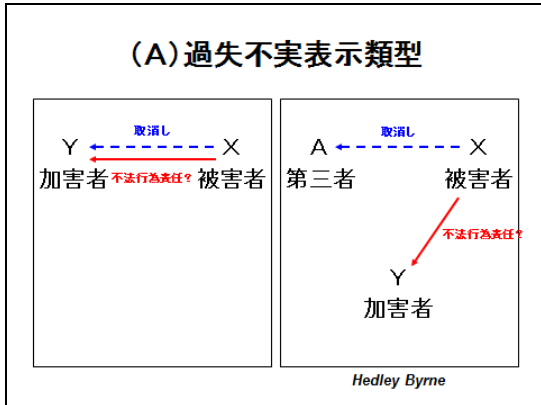 (A)過失不実表示類型
取消し
Y X
加害者 不法行為責任? 被害者
取消し
A X
第三者 被害者
不法行為責任?
Y
加害者
Hedley Byrne